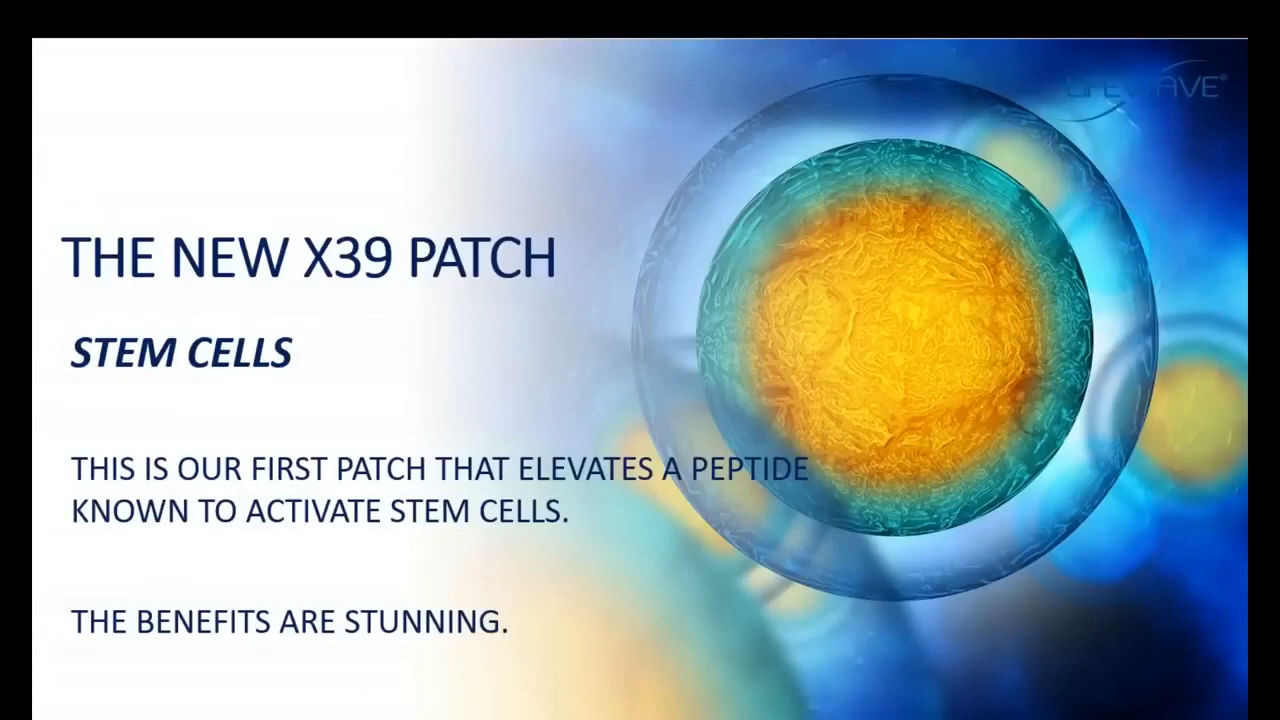 LIFEWAVE®
THE NEW X39 PATCH
STEM CELLS
THIS IS OUR FIRST PATCH THAT ELEVATES A PEPTIDE
KNOWN TO ACTIVATE STEM CELLS.
THE BENEFITS ARE STUNNING.